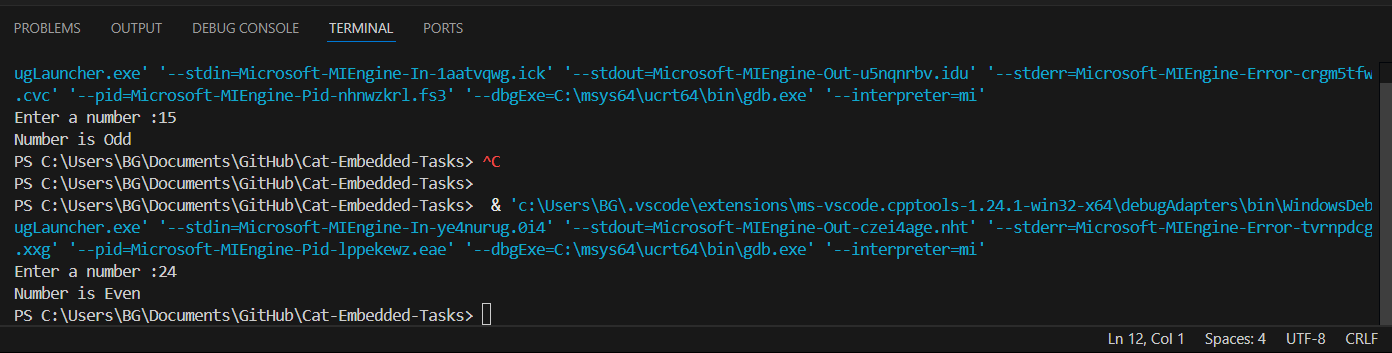 PROBLEMS OUTPUT DEBUG CONSOLE TERMINAL PORTS
ugLauncher.exe' '--stdin=Microsoft-MIEngine-In-1aatvqwg.ick' '--stdout=Microsoft-MIEngine-Out-u5nqnrbv.idu' '--stderr=Microsoft-MIEngine-Error-crgm5tfw
.cvc' '--pid=Microsoft-MIEngine-Pid-nhnwzkrl.fs3' '--dbgExe=C:\msys64\ucrt64\bin\gdb.exe' '--interpreter=mi'
Enter a number :15
Number is Odd
PS C:\Users\BG\Documents\GitHub\Cat-Embedded-Tasks> ^C
PS C:\Users\BG\Documents\GitHub\Cat-Embedded-Tasks>
PS C:\Users\BG\Documents\GitHub\Cat-Embedded-Tasks>  & 'c:\Users\BG\.vscode\extensions\ms-vscode.cpptools-1.24.1-win32-x64\debugAdapters\bin\WindowsDeb
ugLauncher.exe' '--stdin=Microsoft-MIEngine-In-ye4nurug.0i4' '--stdout=Microsoft-MIEngine-Out-czei4age.nht' '--stderr=Microsoft-MIEngine-Error-tvrnpdcg
.xxg' '--pid=Microsoft-MIEngine-Pid-lppekewz.eae' '--dbgExe=C:\msys64\ucrt64\bin\gdb.exe' '--interpreter=mi'
Enter a number :24
Number is Even
PS C:\Users\BG\Documents\GitHub\Cat-Embedded-Tasks>
Ln 12, Col 1 Spaces: 4 UTF-8 CRLF